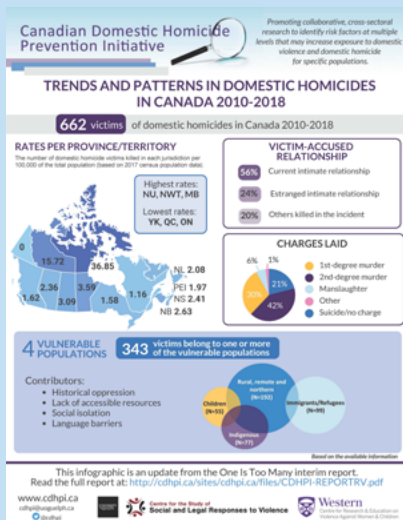 Canadian Domestic Homicide
Prevention Initiative
Promoting collaborative, cross-sectoral
research to identify risk factors at multiple
levels that may increase exposure to domestic
violence and domestic homicide
for specific populations.
TRENDS AND PATTERNS IN DOMESTIC HOMICIDES
IN CANADA 2010-2018
662 victims of domestic homicides in Canada 2010-2018
RATES PER PROVINCE/TERRITORY
The number of domestic homicide victims killed in each jurisdiction per
100,000 of the total population (based on 2017 census population data).
Highest rates:
NU, NWT, MB
Lowest rates:
YK, QC, ON
0
15.72
36.85
NL 2.08
2.36
3.59
PEI 1.97
1.62
3.09
1.58
1.16
NS 2.41
NB 2.63
VICTIM-ACCUSED
RELATIONSHIP
56% Current intimate relationship
24% Estranged intimate relationship
20% Others killed in the incident
CHARGES LAID
6%
1%
21%
30%
42%
1st-degree murder
2nd-degree murder
Manslaughter
Other
Suicide/no charge
4 VULNERABLE
POPULATIONS
343 victims belong to one or more
of the vulnerable populations
Contributors:
• Historical oppression
• Lack of accessible resources
• Social isolation
• Language barriers
Rural, remote and
northern
Children
(N=55)
Immigrants/Refugees
(N=99)
Indigenous
(N=77)
Based on the available information
This infographic is an update from the One Is Too Many interim report.
Read the full report at: http://cdhpi.ca/sites/cdhpi.ca/files/CDHPI-REPORTRV.pdf
www.cdhpi.ca
cdhpi@uoguelph.ca
@cdhpi
Centre for the Study of
Social and Legal Responses to Violence
Western
Centre for Research & Education on
Violence Against Women & Children